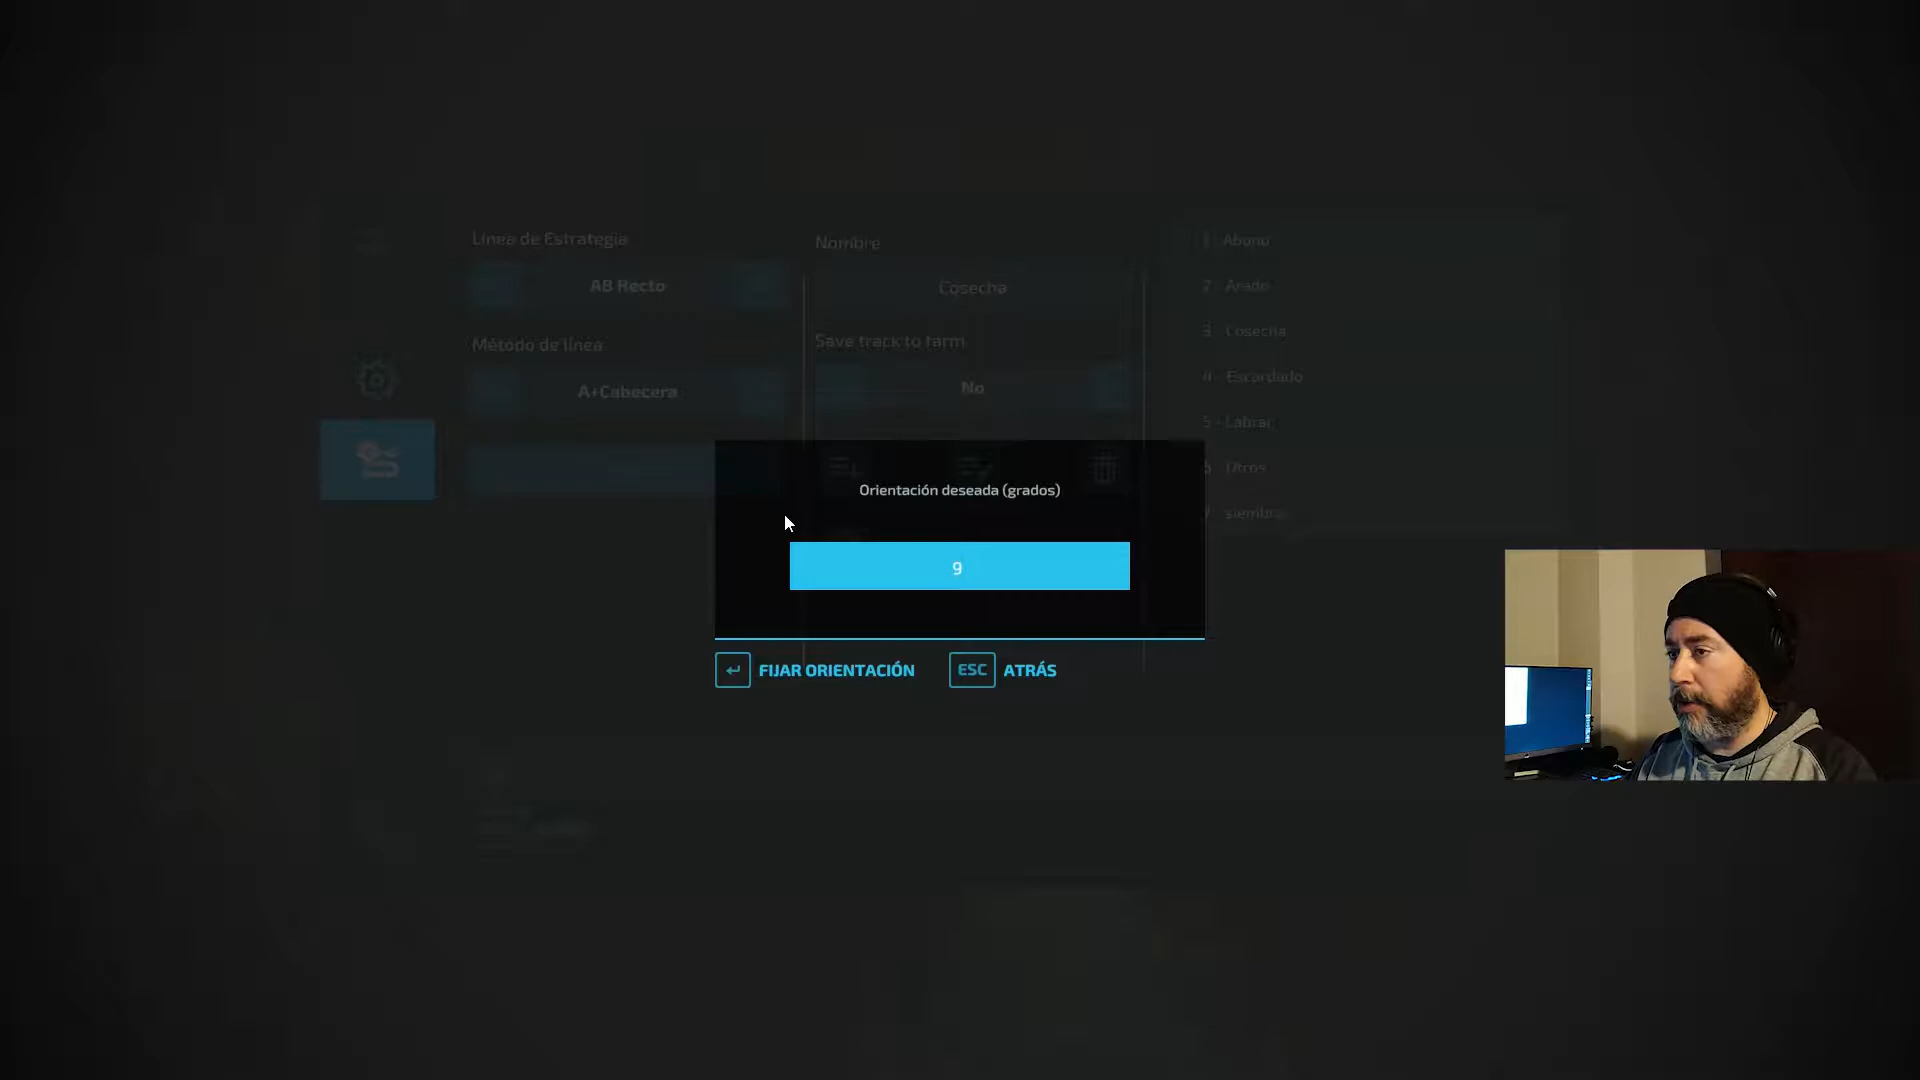 Línea de Estrategia
AB Recto
Método de línea
A+Cabecera
Nombre
Cosecha
Save track to farm
No
1 - Abono
2 - Arado
3 - Cosecha
4 - Escardado
5 - Labrar
6 - Otros
7 - siembra
Orientación deseada (grados)
9
FIJAR ORIENTACIÓN
ESC ATRÁS